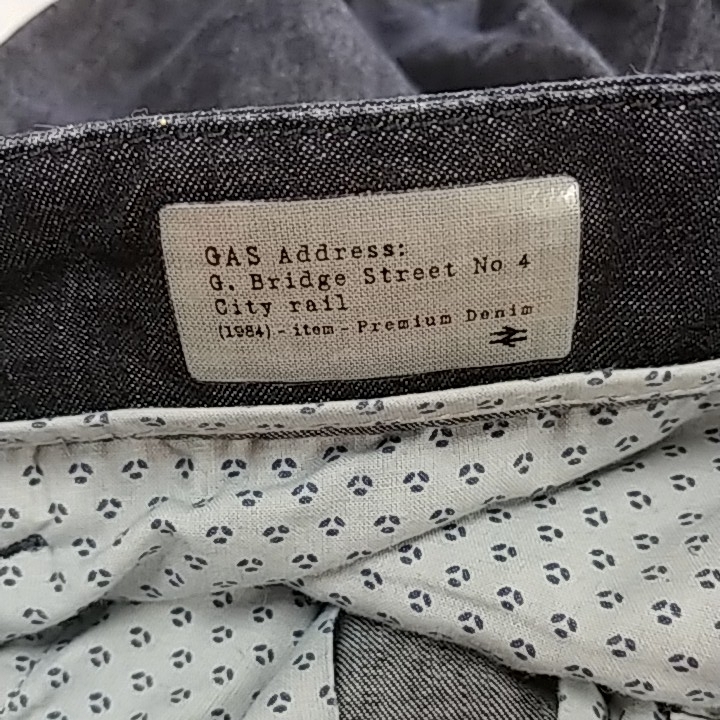 GAS Address:
G. Bridge Street No 4
City rail
(1984) - item - Premium Denim